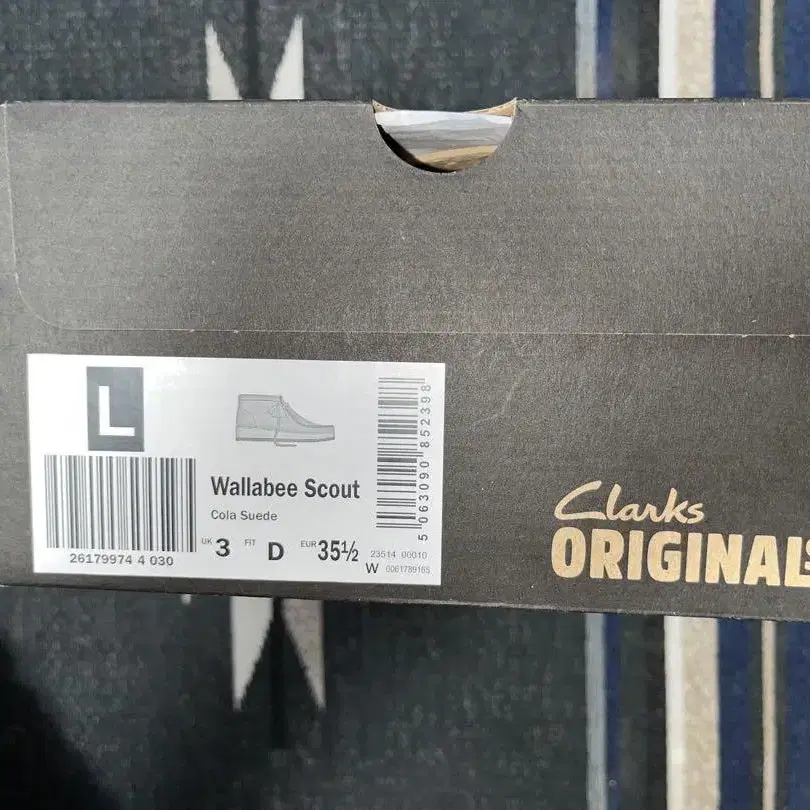 L
26179974 4 030
Wallabee Scout
Cola Suede
UK 3 FIT D EUR 35½
23514 00010
W 0061789165
5 063090 852398
Clarks
ORIGINALS